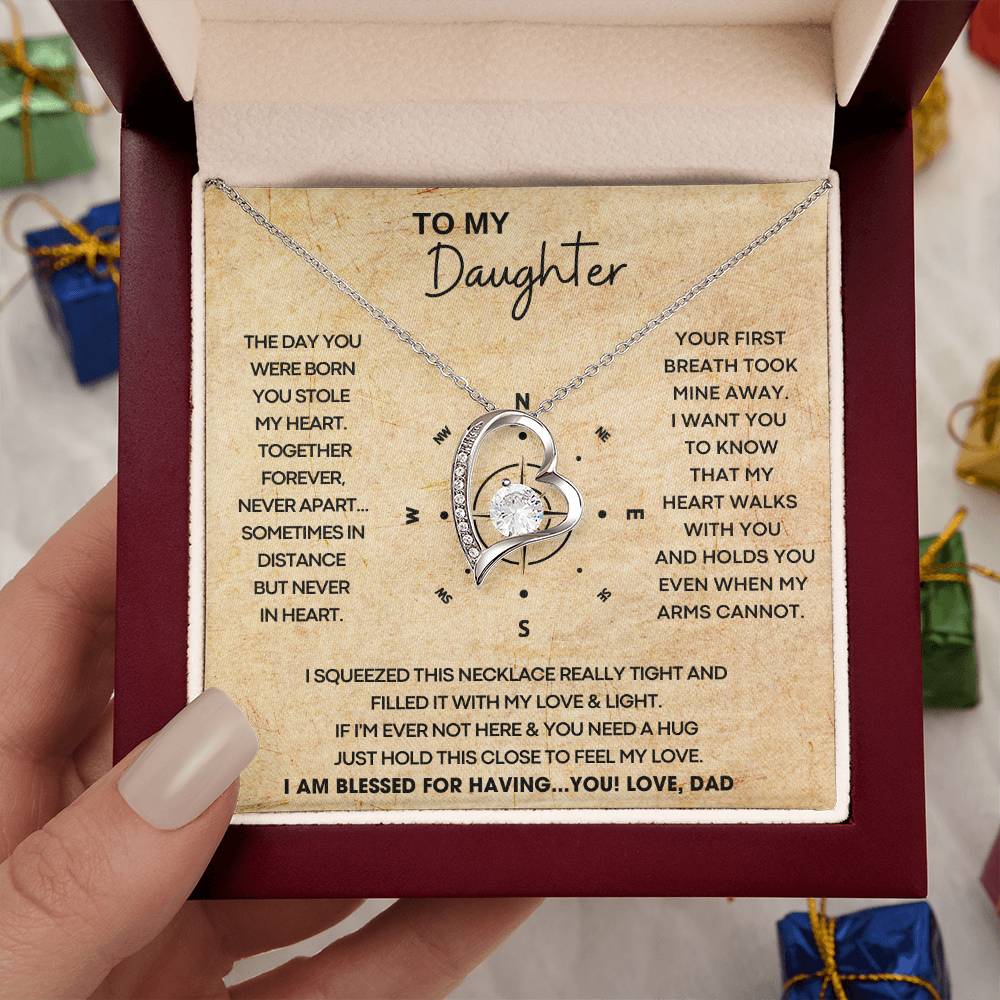 TO MY
Daughter
THE DAY YOU
WERE BORN
YOU STOLE
MY HEART.
TOGETHER
FOREVER,
NEVER APART...
SOMETIMES IN
DISTANCE
BUT NEVER
IN HEART.
N
NW
NE
W
E
SW
SE
S
YOUR FIRST
BREATH TOOK
MINE AWAY.
I WANT YOU
TO KNOW
THAT MY
HEART WALKS
WITH YOU
AND HOLDS YOU
EVEN WHEN MY
ARMS CANNOT.
I SQUEEZED THIS NECKLACE REALLY TIGHT AND
FILLED IT WITH MY LOVE & LIGHT.
IF I'M EVER NOT HERE & YOU NEED A HUG
JUST HOLD THIS CLOSE TO FEEL MY LOVE.
I AM BLESSED FOR HAVING...YOU! LOVE, DAD